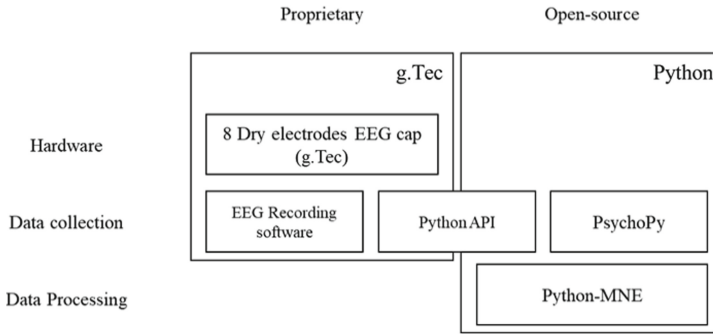 Proprietary
Open-source
g.Tec
Python
Hardware
8 Dry electrodes EEG cap
(g.Tec)
Data collection
EEG Recording
software
Python API
PsychoPy
Data Processing
Python-MNE